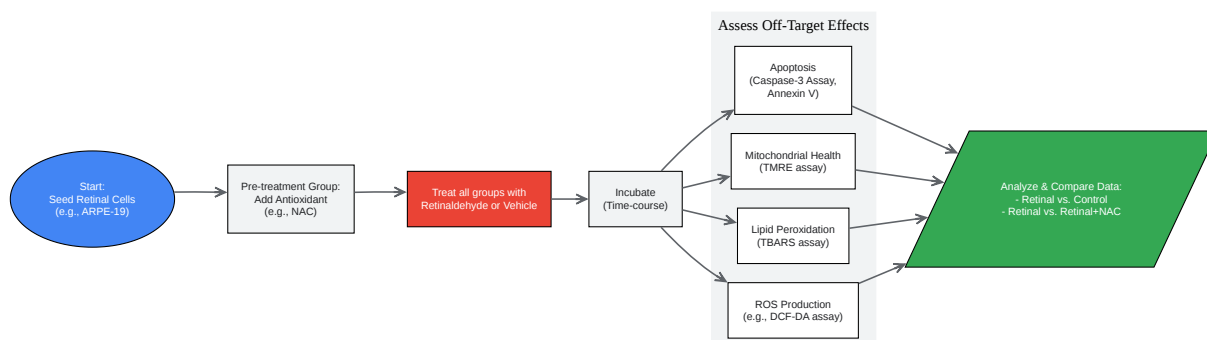 Assess Off-Target Effects
Start:
Seed Retinal Cells
(e.g., ARPE-19)
Pre-treatment Group:
Add Antioxidant
(e.g., NAC)
Treat all groups with
Retinaldehyde or Vehicle
Incubate
(Time-course)
Apoptosis
(Caspase-3 Assay,
Annexin V)
Mitochondrial Health
(TMRE assay)
Lipid Peroxidation
(TBARS assay)
ROS Production
(e.g., DCF-DA assay)
Analyze & Compare Data:
- Retinal vs. Control
- Retinal vs. Retinal+NAC